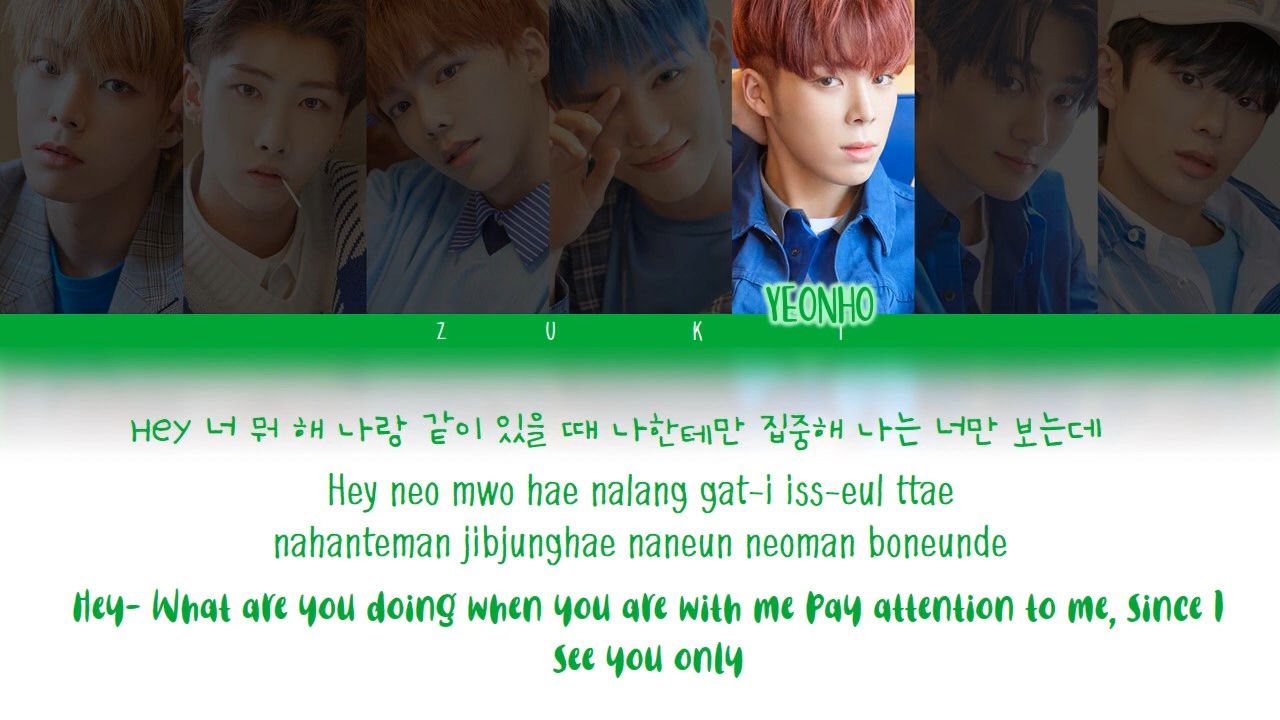 YEONHO
Z U K I
Hey 너 뭐 해 나랑 같이 있을 때 나한테만 집중해 나는 너만 보는데
Hey neo mwo hae nalang gat-i iss-eul ttae
nahanteman jibjunghae naneun neoman boneunde
Hey- What are you doing when you are with me Pay attention to me, Since I
See you only